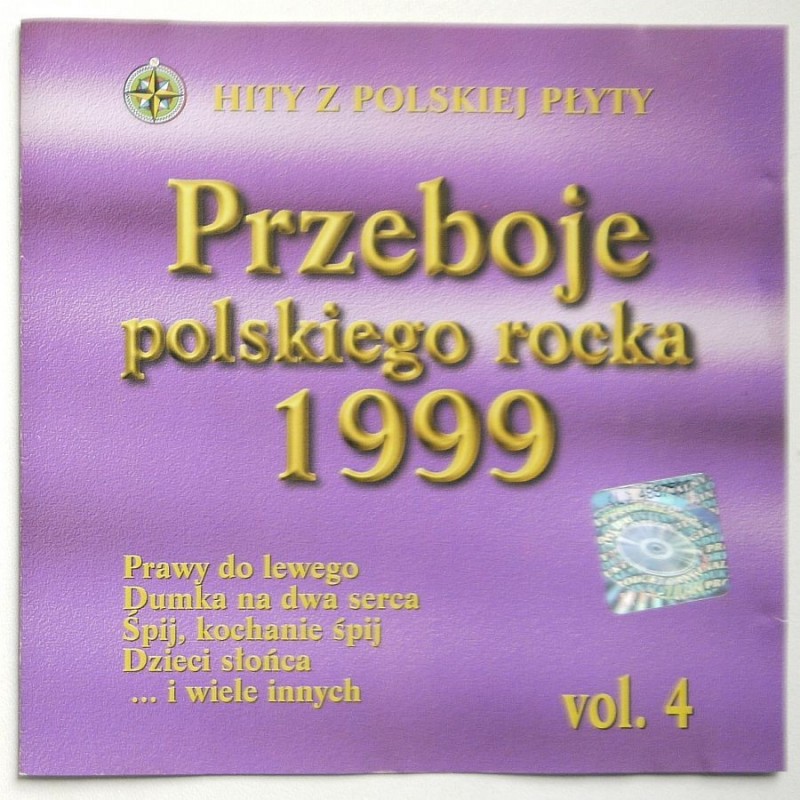 HITY Z POLSKIEJ PŁYTY
Przeboje
polskiego rocka
1999
Prawy do lewego
Dumka na dwa serca
Śpij, kochanie śpij
Dzieci słońca
... i wiele innych
vol. 4